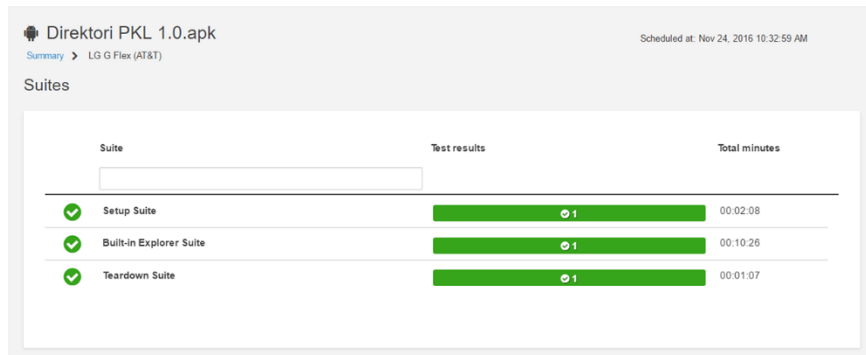 Direktori PKL 1.0.apk
Scheduled at: Nov 24, 2016 10:32:59 AM
Summary > LG G Flex (AT&T)
Suites
Suite Test results Total minutes
Setup Suite 1 00:02:08
Built-in Explorer Suite 1 00:10:26
Teardown Suite 1 00:01:07